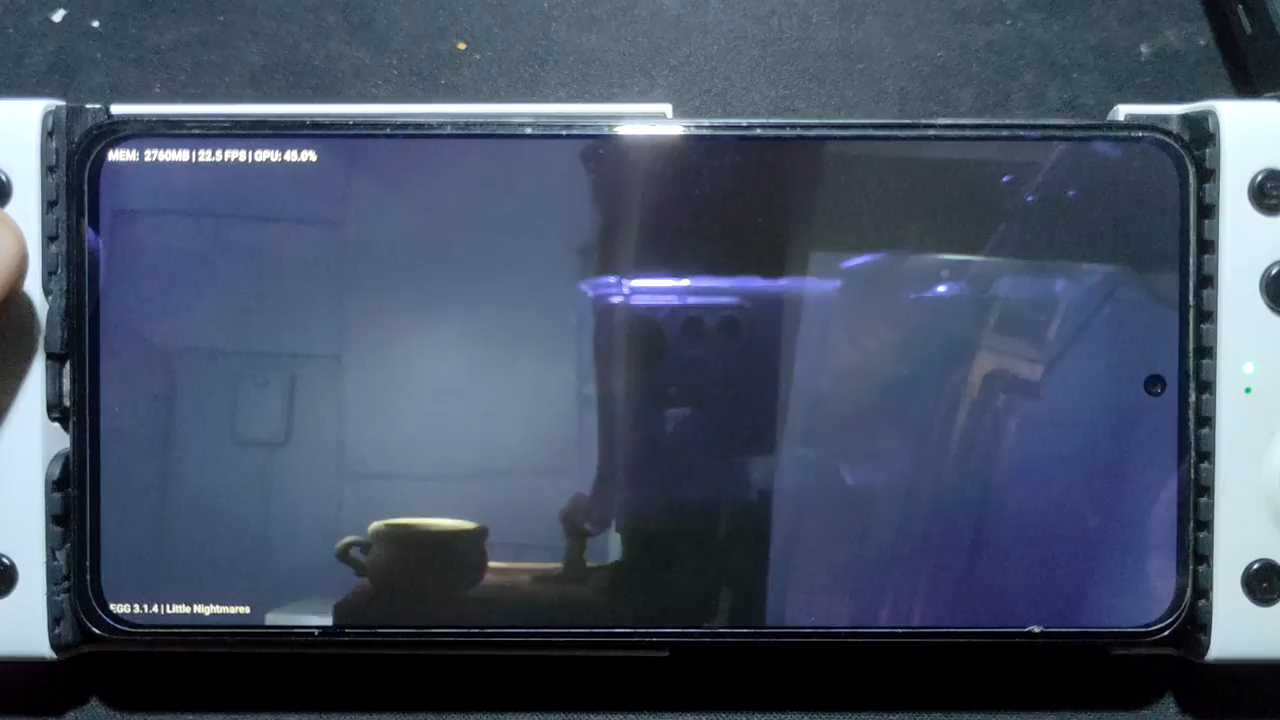 MEM: 2760MB | 22.5 FPS | GPU: 45.0%
EGG 3.1.4 | Little Nightmares